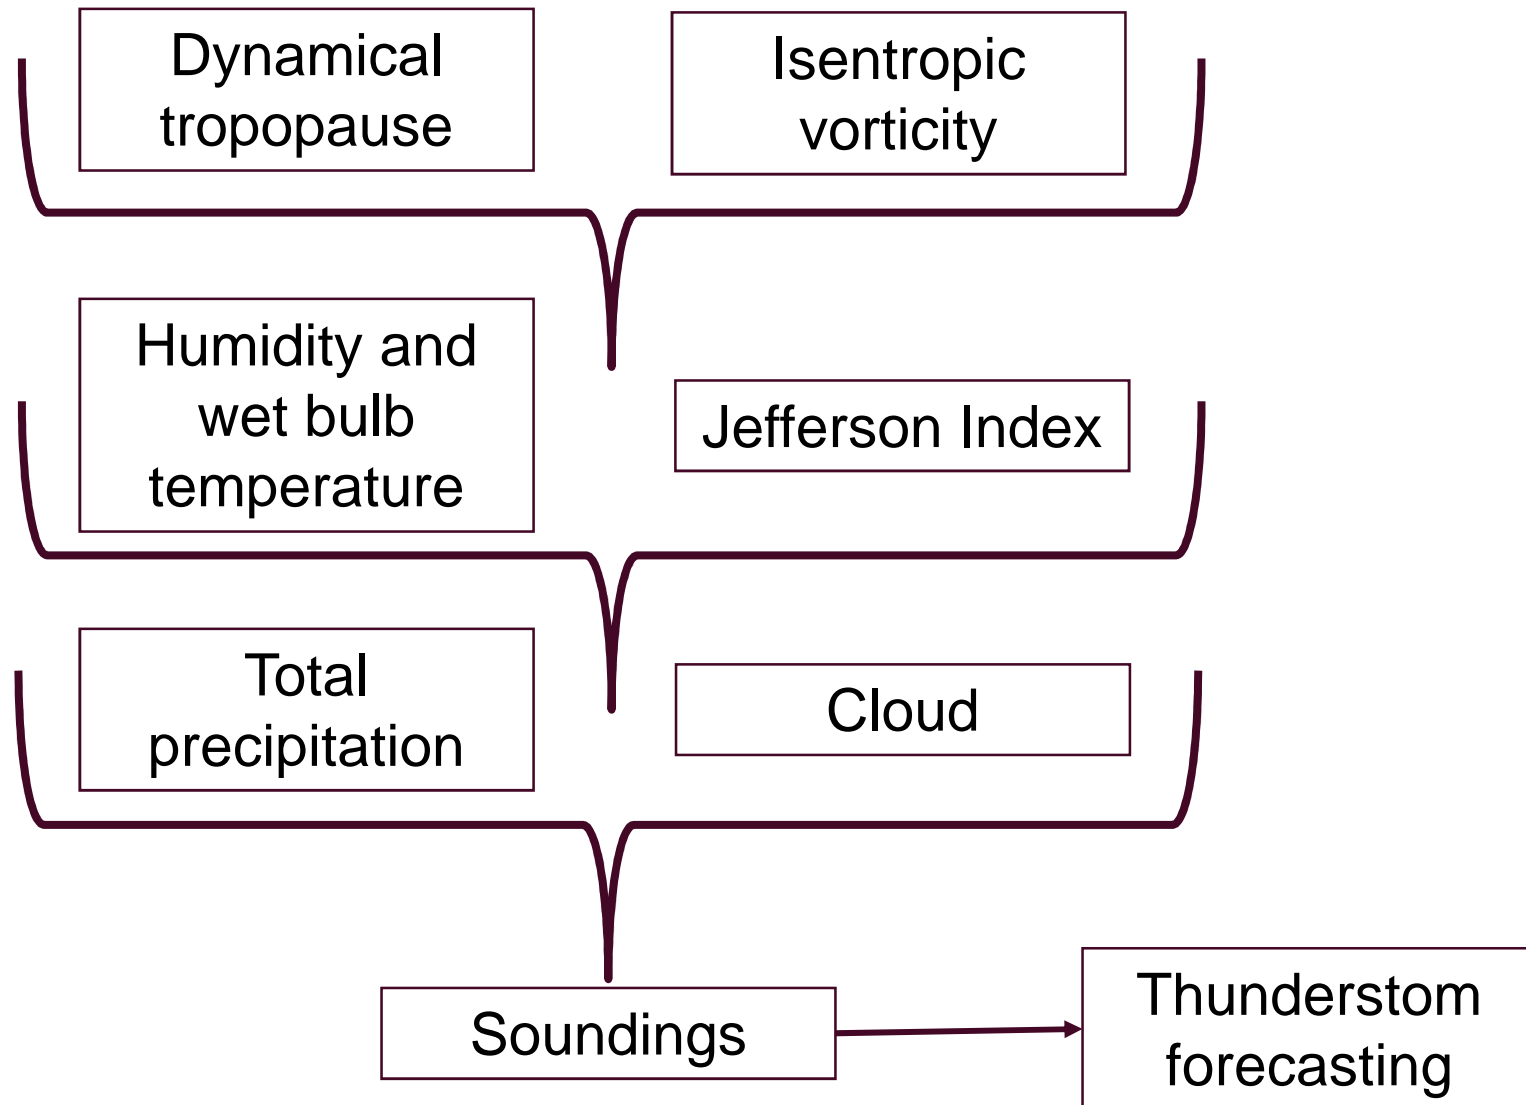 Dynamical
tropopause
Isentropic
vorticity
Humidity and
wet bulb
temperature
Jefferson Index
Total
precipitation
Cloud
Soundings
Thunderstom
forecasting